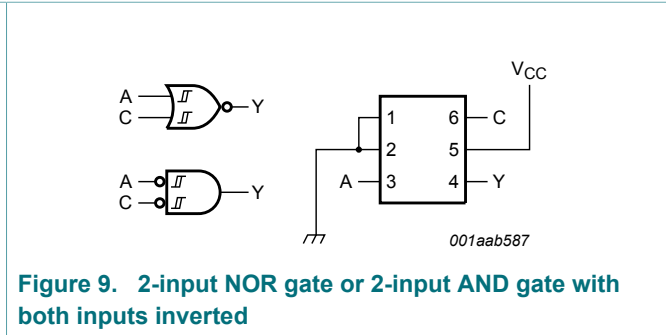 A
C
Y
A
C
Y
VCC
1
6
C
2
5
A
3
4
Y
001aab587
Figure 9. 2-input NOR gate or 2-input AND gate with
both inputs inverted